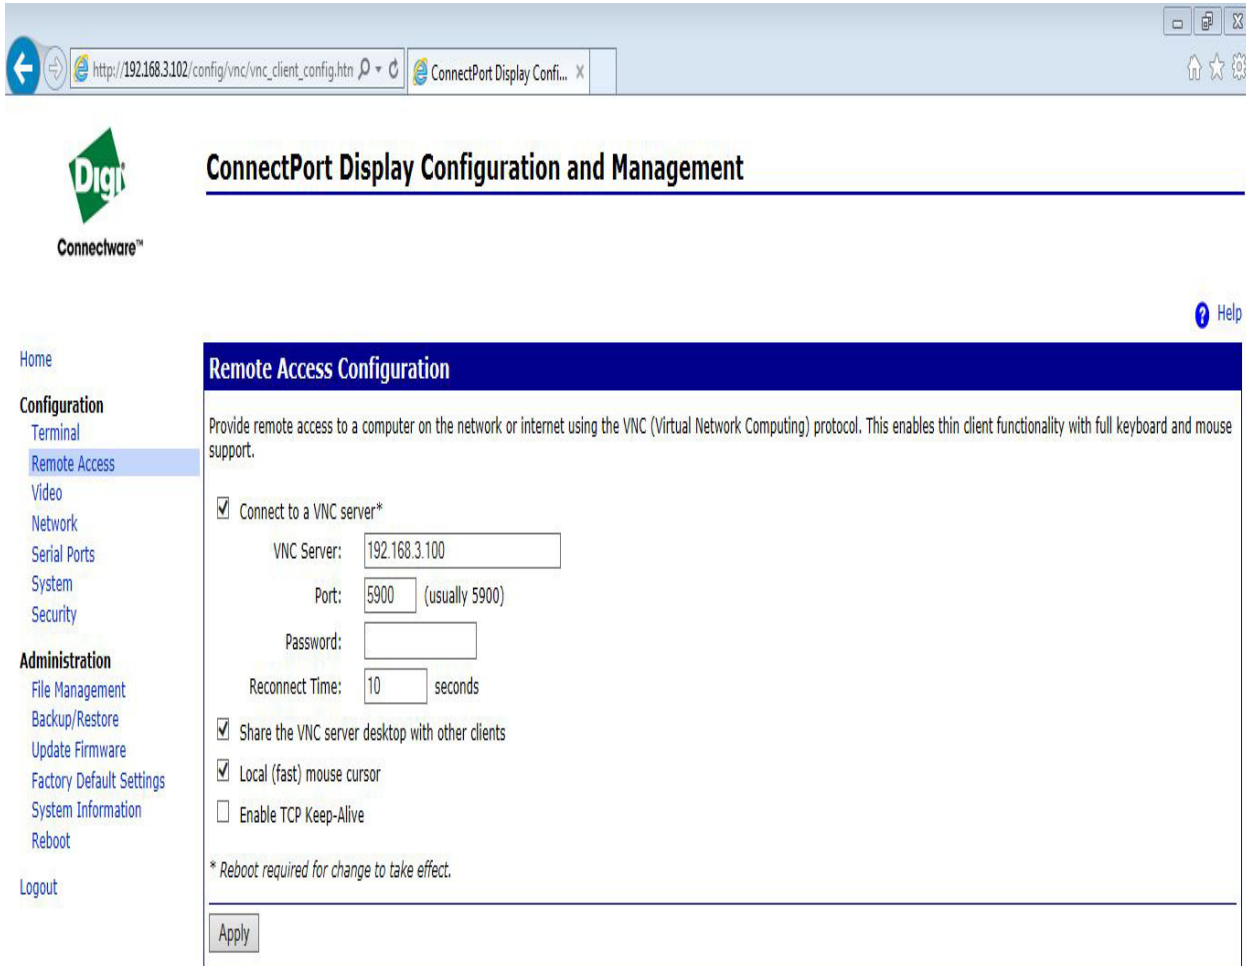 http://192.168.3.102/config/vnc/vnc_client_config.htn
ConnectPort Display Confi...
Digi
Connectware™
ConnectPort Display Configuration and Management
Help
Home
Configuration
Terminal
Remote Access
Video
Network
Serial Ports
System
Security
Administration
File Management
Backup/Restore
Update Firmware
Factory Default Settings
System Information
Reboot
Logout
Remote Access Configuration
Provide remote access to a computer on the network or internet using the VNC (Virtual Network Computing) protocol. This enables thin client functionality with full keyboard and mouse
support.
Connect to a VNC server*
VNC Server: 192.168.3.100
Port: 5900 (usually 5900)
Password:
Reconnect Time: 10 seconds
Share the VNC server desktop with other clients
Local (fast) mouse cursor
Enable TCP Keep-Alive
* Reboot required for change to take effect.
Apply